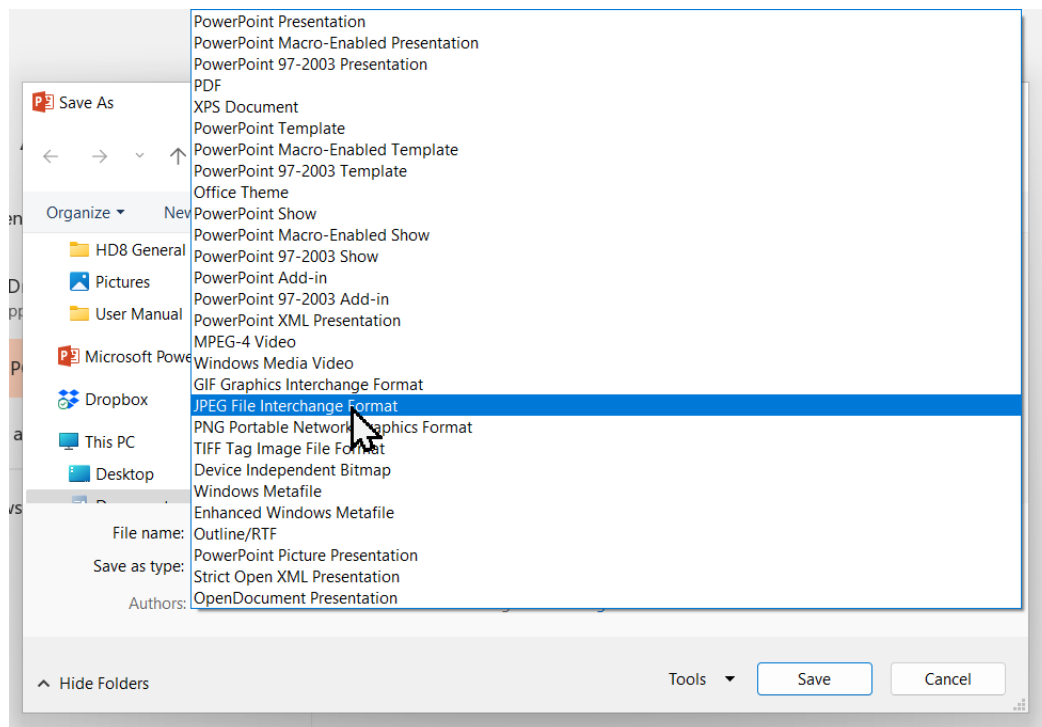 PowerPoint Presentation
PowerPoint Macro-Enabled Presentation
PowerPoint 97-2003 Presentation
PDF
XPS Document
PowerPoint Template
PowerPoint Macro-Enabled Template
PowerPoint 97-2003 Template
Office Theme
PowerPoint Show
PowerPoint Macro-Enabled Show
PowerPoint 97-2003 Show
PowerPoint Add-in
PowerPoint 97-2003 Add-in
PowerPoint XML Presentation
MPEG-4 Video
Windows Media Video
GIF Graphics Interchange Format
JPEG File Interchange Format
PNG Portable Network Graphics Format
TIFF Tag Image File Format
Device Independent Bitmap
Windows Metafile
Enhanced Windows Metafile
Outline/RTF
PowerPoint Picture Presentation
Strict Open XML Presentation
OpenDocument Presentation
Save As
Organize
New
HD8 General
Pictures
User Manual
Microsoft Powe
Dropbox
This PC
Desktop
File name:
Save as type:
Authors:
Hide Folders
Tools
Save
Cancel